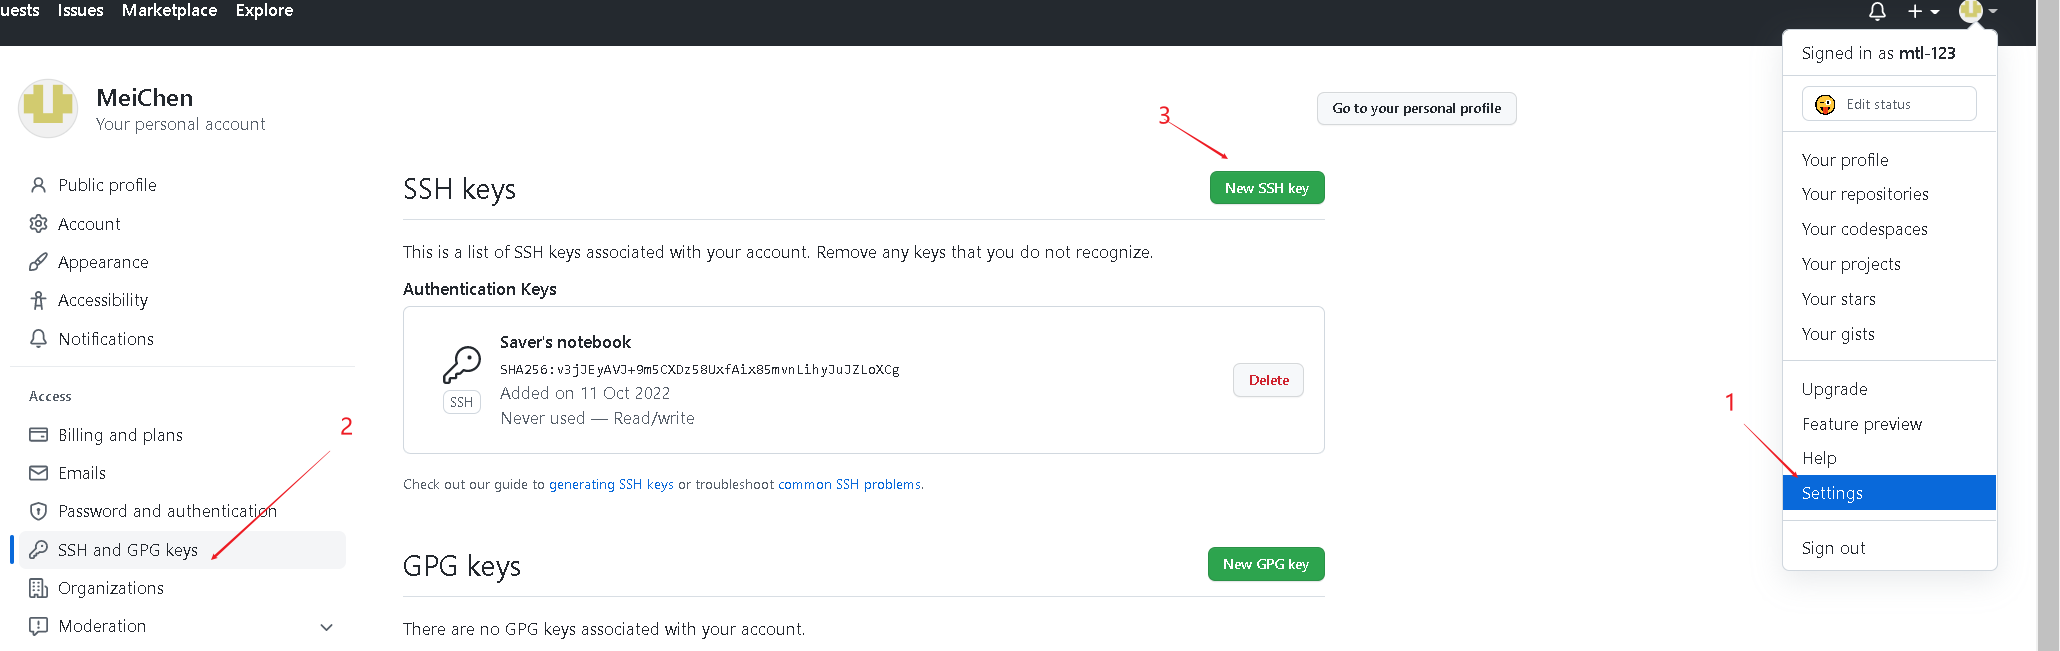 uests Issues Marketplace Explore
MeiChen
Your personal account
Go to your personal profile
Public profile
Account
Appearance
Accessibility
Notifications
Access
Billing and plans
Emails
Password and authentication
SSH and GPG keys
Organizations
Moderation
2
3
SSH keys
New SSH key
This is a list of SSH keys associated with your account. Remove any keys that you do not recognize.
Authentication Keys
Saver's notebook
SHA256:v3jJEyAVJ+9m5CXDz58UxfAix85mvnLihyJuJZLoXCg
Added on 11 Oct 2022
Never used — Read/write
SSH
Delete
Check out our guide to generating SSH keys or troubleshoot common SSH problems.
GPG keys
New GPG key
There are no GPG keys associated with your account.
Signed in as mtl-123
Edit status
Your profile
Your repositories
Your codespaces
Your projects
Your stars
Your gists
Upgrade
Feature preview
Help
1
Settings
Sign out